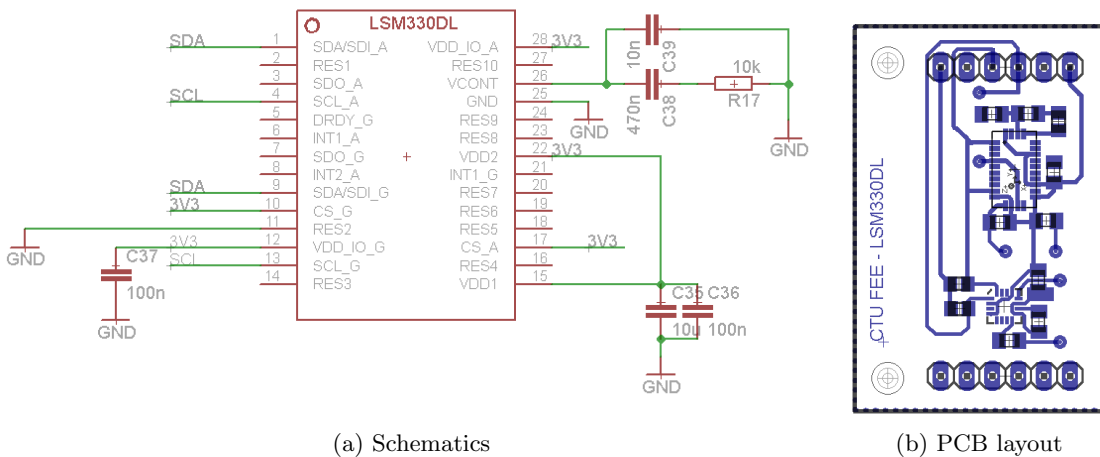 LSM330DL
SDA 1 SDA/SDI_A VDD_IO_A 28 3V3
2 RES1 RES10 27
3 SDO_A VCONT 26
SCL 4 SCL_A GND 25
5 DRDY_G RES9 24
6 INT1_A RES8 23
7 SDO_G VDD2 22 3V3
8 INT2_A INT1_G 21
SDA 9 SDA/SDI_G RES7 20
3V3 10 CS_G RES6 19
11 RES2 RES5 18
3V3 12 VDD_IO_G CS_A 17 3V3
SCL 13 SCL_G RES4 16
14 RES3 VDD1 15
10n C39
470n C38
10k
R17
GND
GND
GND
C37
100n
GND
C35 C36
10u 100n
GND
CTU FEE - LSM330DL
(a) Schematics
(b) PCB layout